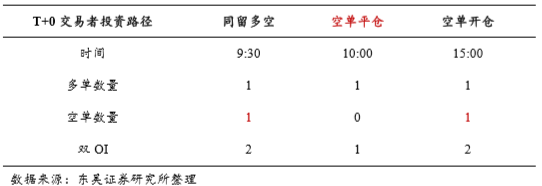 T+0 交易者投资路径 同留多空 空单平仓 空单开仓
时间 9:30 10:00 15:00
多单数量 1 1 1
空单数量 1 0 1
双 OI 2 1 2
数据来源：东吴证券研究所整理